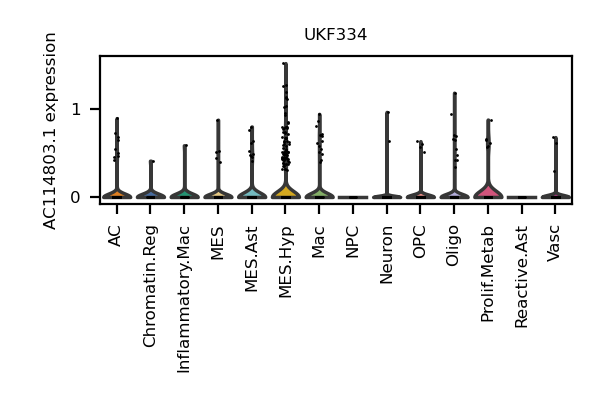 UKF334
AC114803.1 expression
1
0
AC
Chromatin.Reg
Inflammatory.Mac
MES
MES.Ast
MES.Hyp
Mac
NPC
Neuron
OPC
Oligo
Prolif.Metab
Reactive.Ast
Vasc